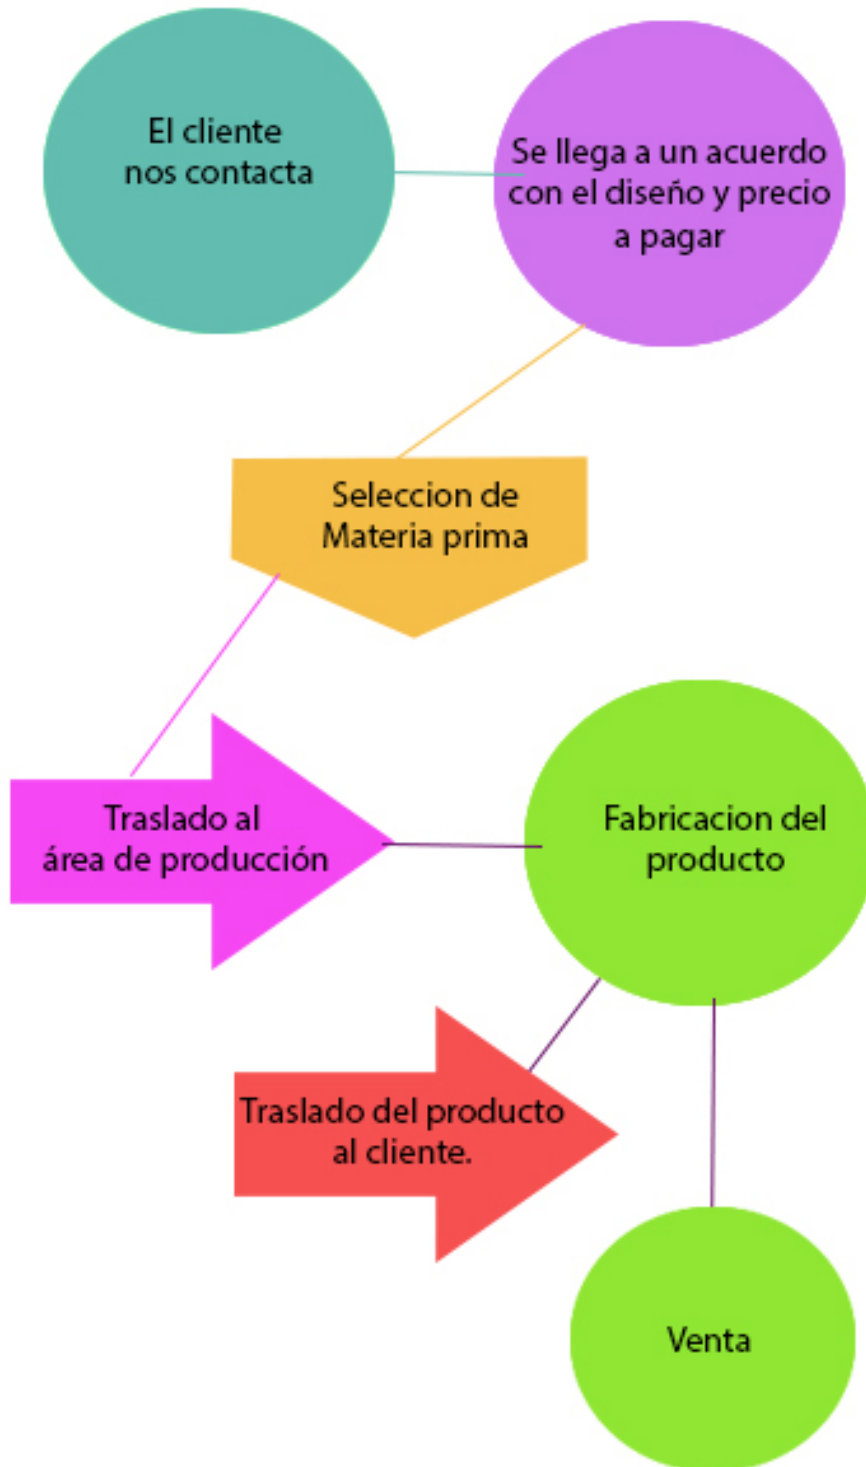 El cliente
nos contacta
Se llega a un acuerdo
con el diseño y precio
a pagar
Seleccion de
Materia prima
Traslado al
área de producción
Fabricacion del
producto
Traslado del producto
al cliente.
Venta